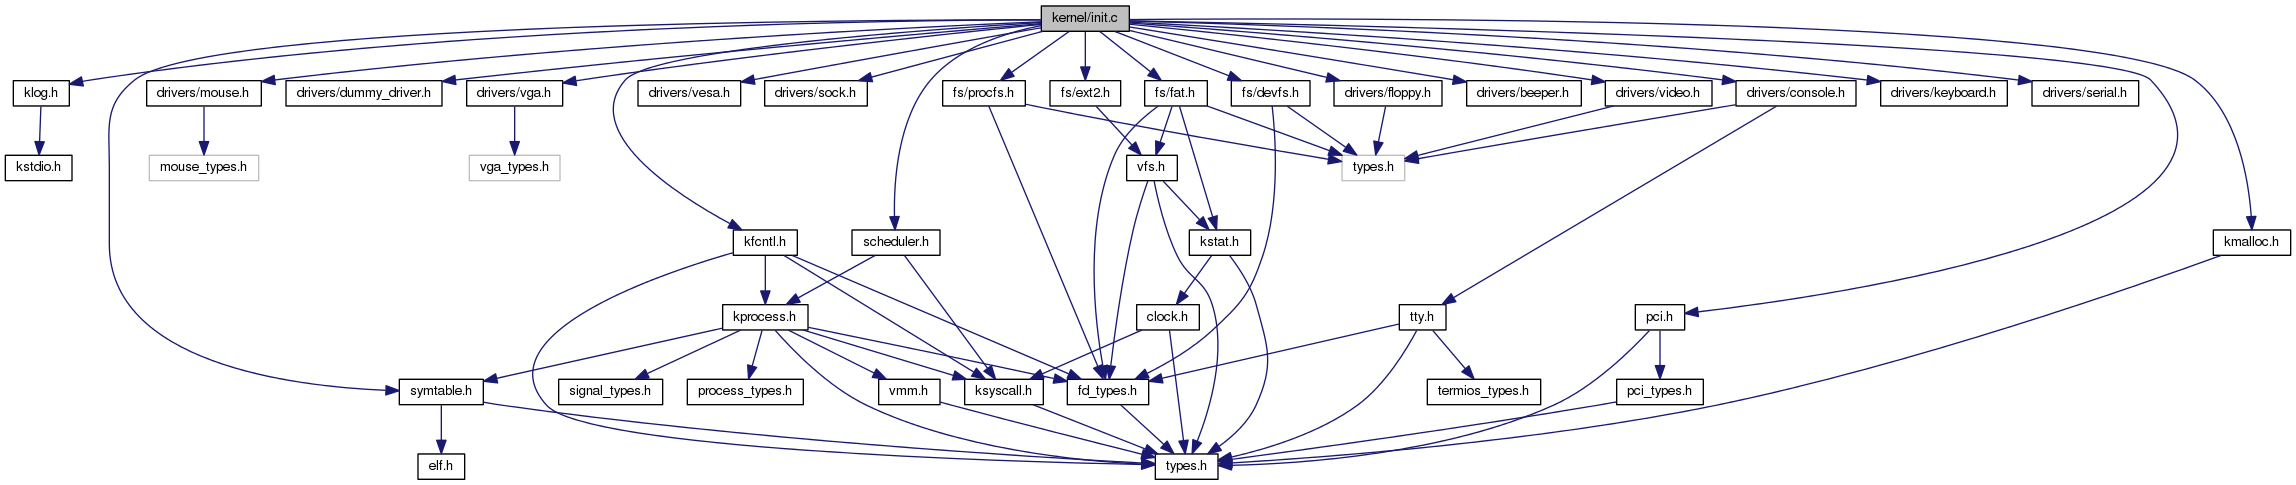 kernel/init.c
klog.h
drivers/mouse.h
drivers/dummy_driver.h
drivers/vga.h
drivers/vesa.h
drivers/sock.h
fs/procfs.h
fs/ext2.h
fs/fat.h
fs/devfs.h
drivers/floppy.h
drivers/beeper.h
drivers/video.h
drivers/console.h
drivers/keyboard.h
drivers/serial.h
kstdio.h
mouse_types.h
vga_types.h
vfs.h
types.h
kfcntl.h
scheduler.h
kstat.h
kmalloc.h
kprocess.h
clock.h
tty.h
pci.h
symtable.h
signal_types.h
process_types.h
vmm.h
ksyscall.h
fd_types.h
termios_types.h
pci_types.h
elf.h
types.h